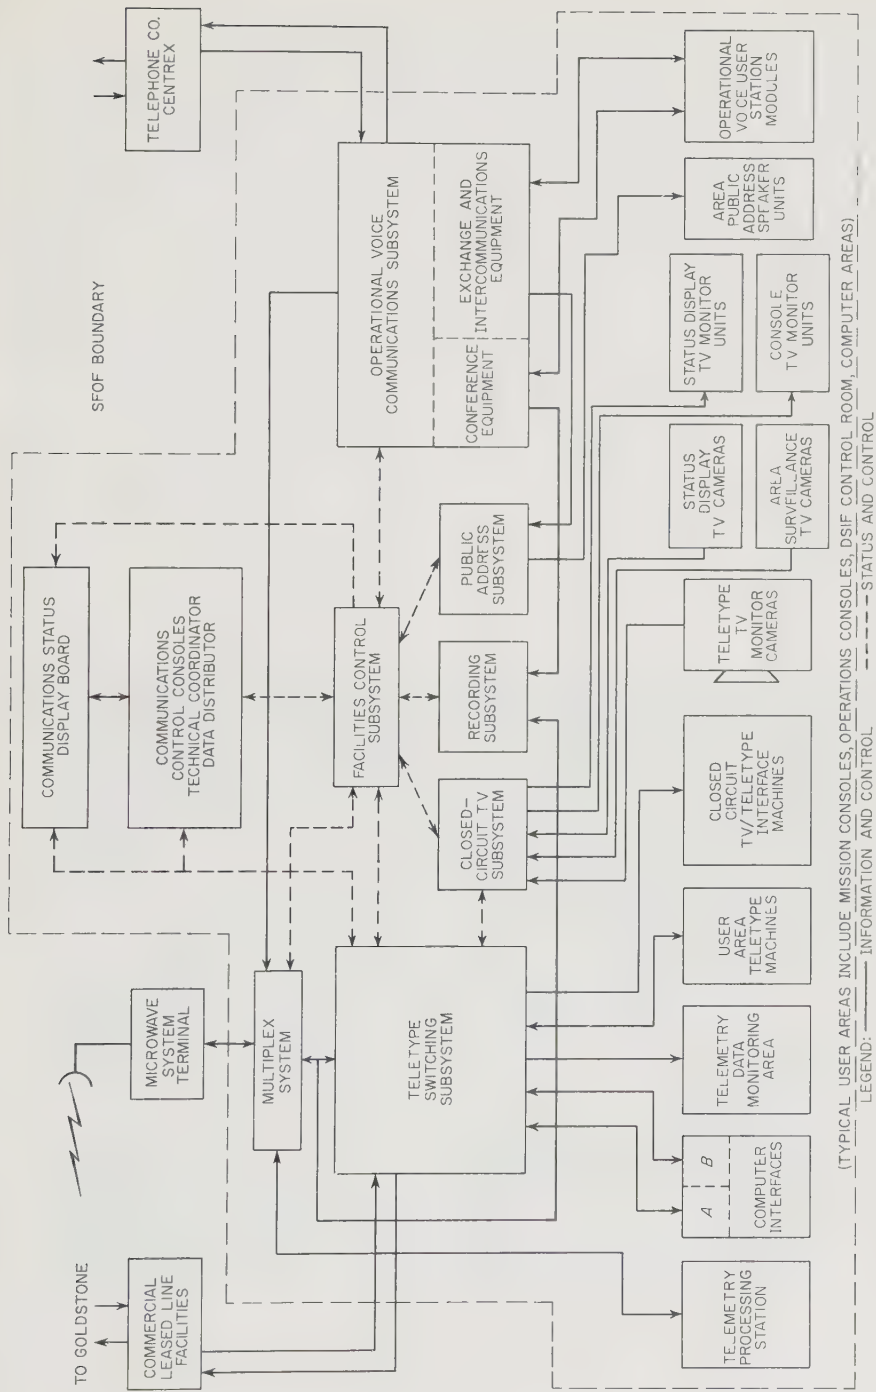 TO GOLDSTONE
COMMERCIAL
LEASED LINE
FACILITIES
MICROWAVE
SYSTEM
TERMINAL
COMMUNICATIONS STATUS
DISPLAY BOARD
SFOF BOUNDARY
TELEPHONE CO.
CENTREX
COMMUNICATIONS
CONTROL CONSOLES
TECHNICAL COORDINATOR
DATA DISTRIBUTOR
MULTIPLEX
SYSTEM
FACILITIES CONTROL
SUBSYSTEM
OPERATIONAL VOICE
COMMUNICATIONS SUBSYSTEM
CONFERENCE
EQUIPMENT
EXCHANGE AND
INTERCOMMUNICATIONS
EQUIPMENT
TELETYPE
SWITCHING
SUBSYSTEM
CLOSED-
CIRCUIT TV
SUBSYSTEM
RECORDING
SUBSYSTEM
PUBLIC
ADDRESS
SUBSYSTEM
TELEMETRY
PROCESSING
STATION
A
B
COMPUTER
INTERFACES
TELEMETRY
DATA
MONITORING
AREA
USER
AREA
TELETYPE
MACHINES
CLOSED
CIRCUIT
TV/TELETYPE
INTERFACE
MACHINES
TELETYPE
TV
MONITOR
CAMERAS
STATUS
DISPLAY
TV CAMERAS
AREA
SURVEILLANCE
TV CAMERAS
STATUS DISPLAY
TV MONITOR
UNITS
CONSOLE
TV MONITOR
UNITS
AREA
PUBLIC
ADDRESS
SPEAKER
UNITS
OPERATIONAL
VOICE USER
STATION
MODULES
(TYPICAL USER AREAS INCLUDE MISSION CONSOLES, OPERATIONS CONSOLES, DSIF CONTROL ROOM, COMPUTER AREAS)
LEGEND: INFORMATION AND CONTROL STATUS AND CONTROL